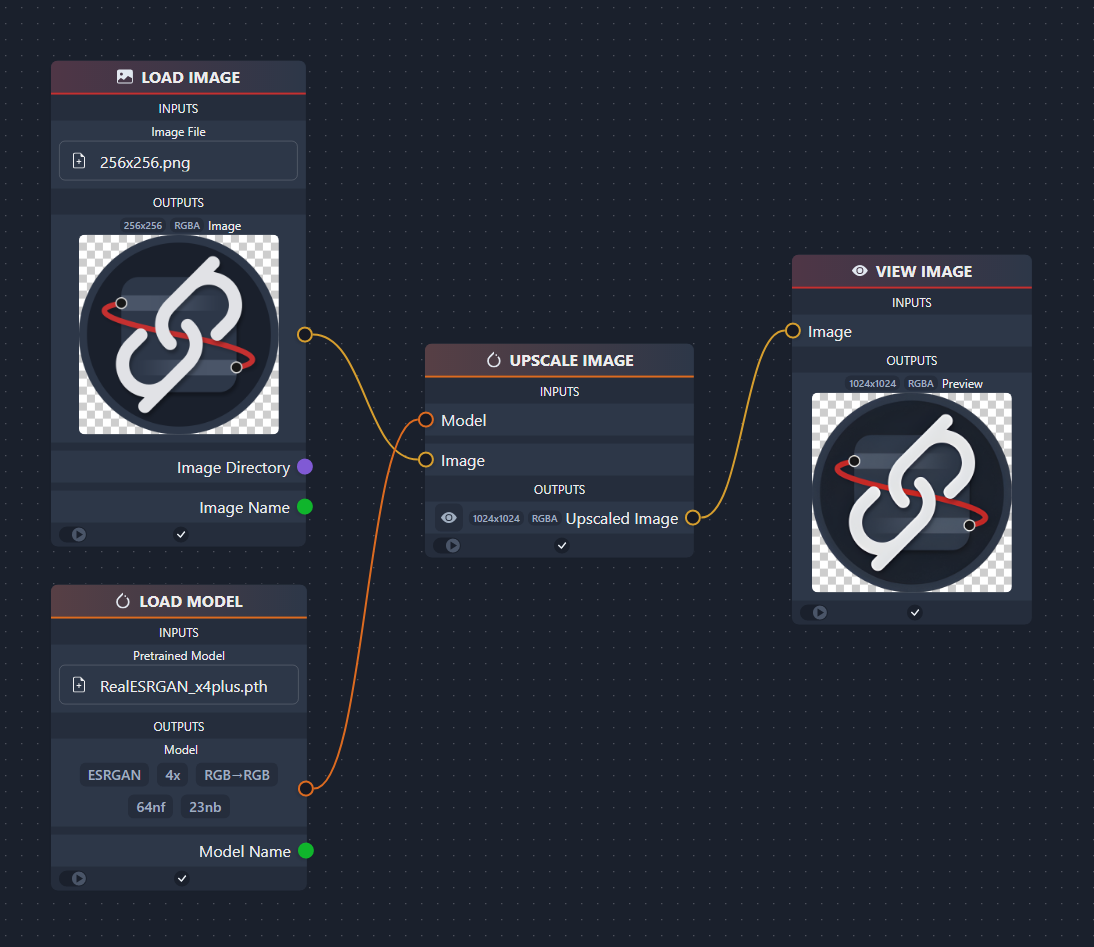 LOAD IMAGE
INPUTS
Image File
256x256.png
OUTPUTS
256x256 RGBA Image
Image Directory
Image Name
LOAD MODEL
INPUTS
Pretrained Model
RealESRGAN_x4plus.pth
OUTPUTS
Model
ESRGAN 4x RGB→RGB
64nf 23nb
Model Name
UPSCALE IMAGE
INPUTS
Model
Image
OUTPUTS
1024x1024 RGBA Upscaled Image
VIEW IMAGE
INPUTS
Image
OUTPUTS
1024x1024 RGBA Preview